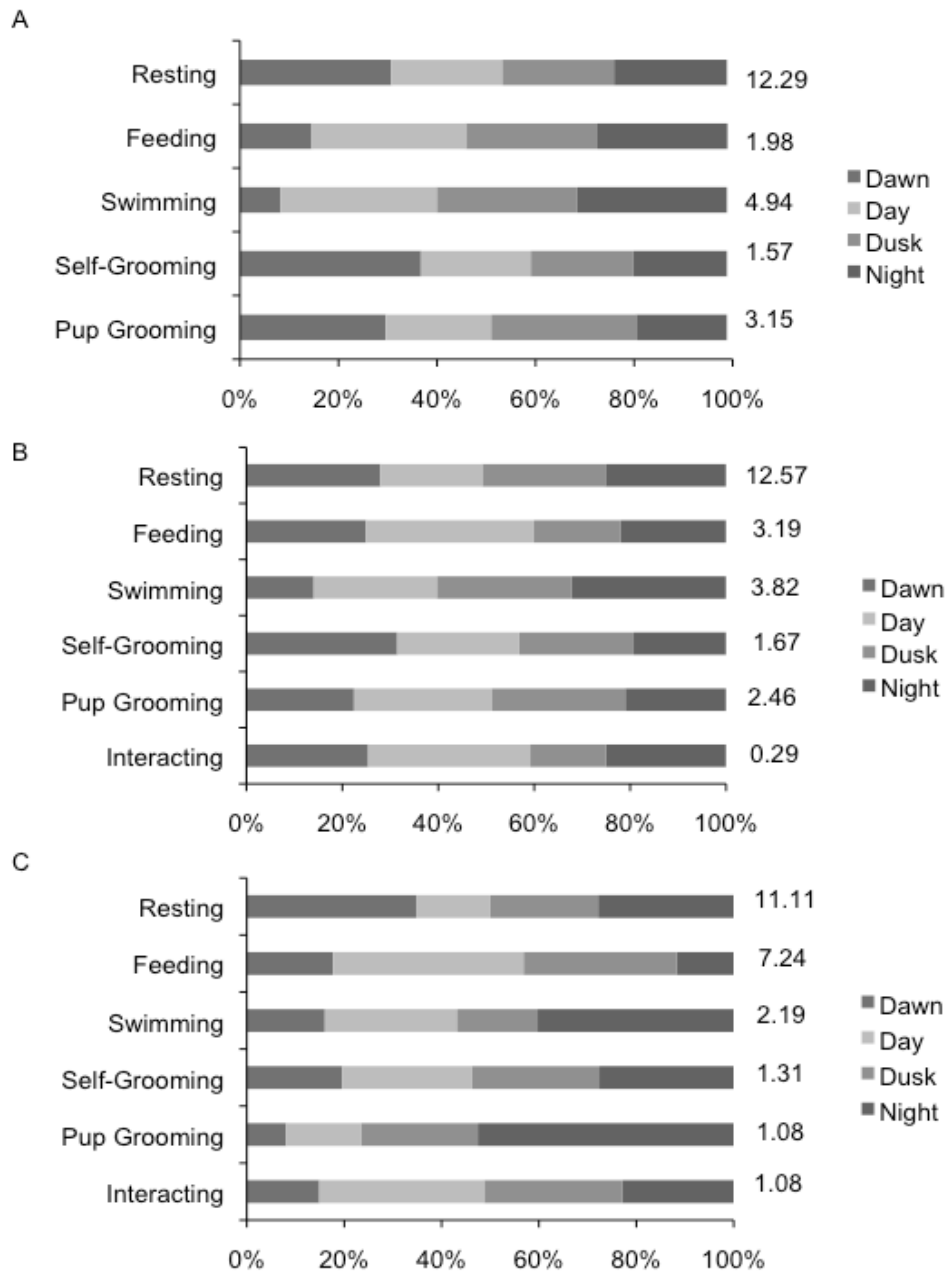 A
Resting 12.29
Feeding 1.98
Swimming 4.94
Self-Grooming 1.57
Pup Grooming 3.15
Dawn
Day
Dusk
Night
0% 20% 40% 60% 80% 100%
B
Resting 12.57
Feeding 3.19
Swimming 3.82
Self-Grooming 1.67
Pup Grooming 2.46
Interacting 0.29
Dawn
Day
Dusk
Night
0% 20% 40% 60% 80% 100%
C
Resting 11.11
Feeding 7.24
Swimming 2.19
Self-Grooming 1.31
Pup Grooming 1.08
Interacting 1.08
Dawn
Day
Dusk
Night
0% 20% 40% 60% 80% 100%